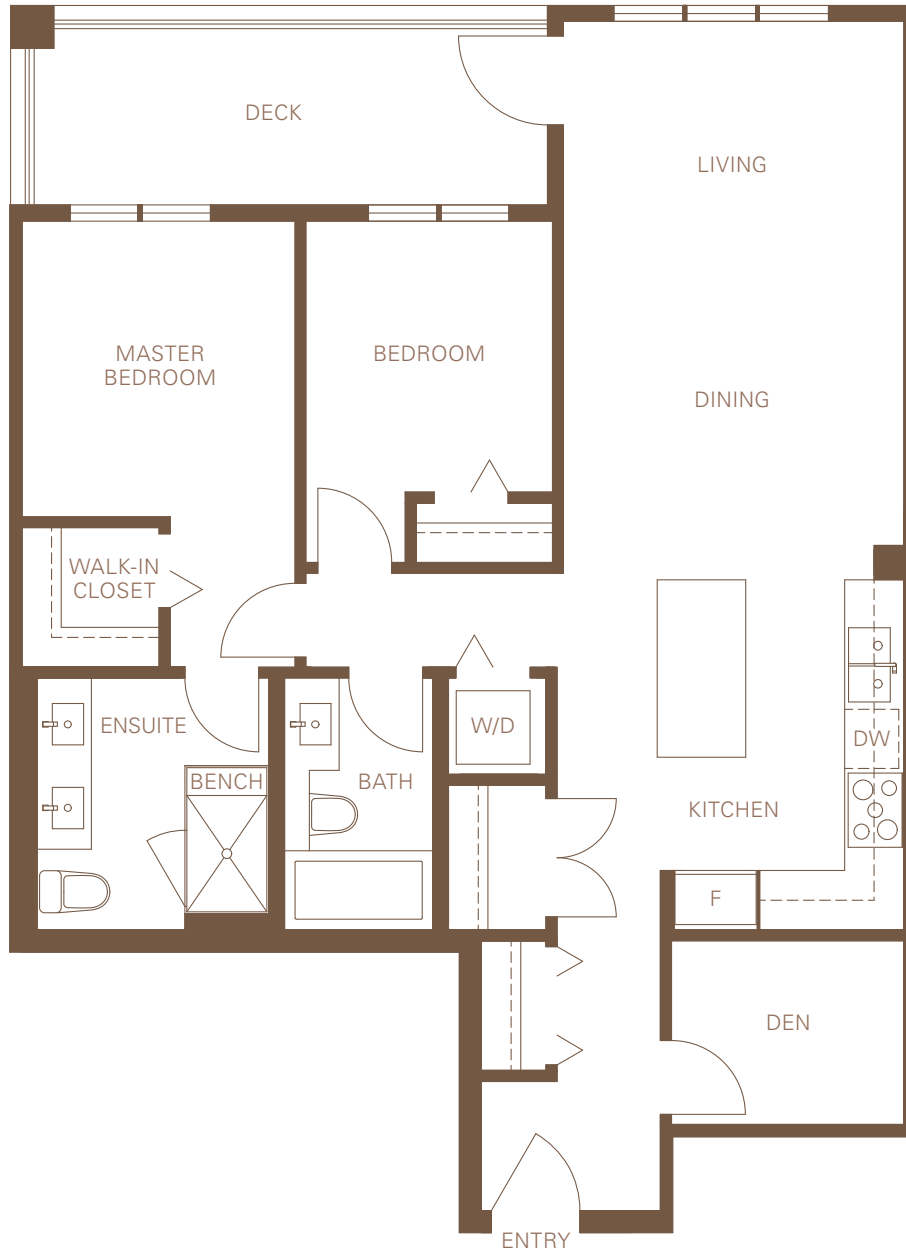 DECK
LIVING
MASTER
BEDROOM
BEDROOM
DINING
WALK-IN
CLOSET
ENSUITE
W/D
DW
BENCH
BATH
KITCHEN
F
DEN
ENTRY